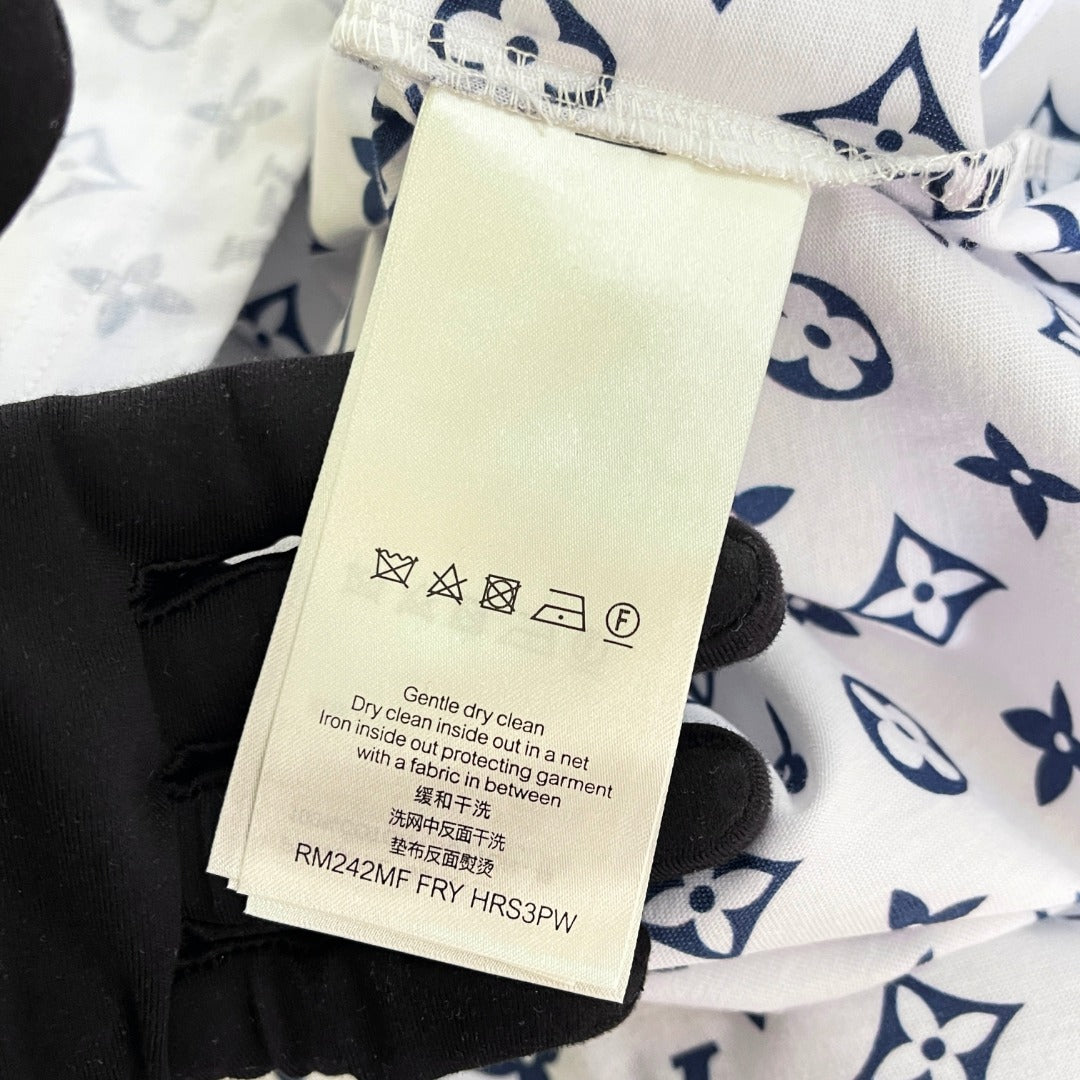 F
Gentle dry clean
Dry clean inside out in a net
Iron inside out protecting garment
with a fabric in between
缓和干洗
洗网中反面干洗
垫布反面熨烫
RM242MF FRY HRS3PW